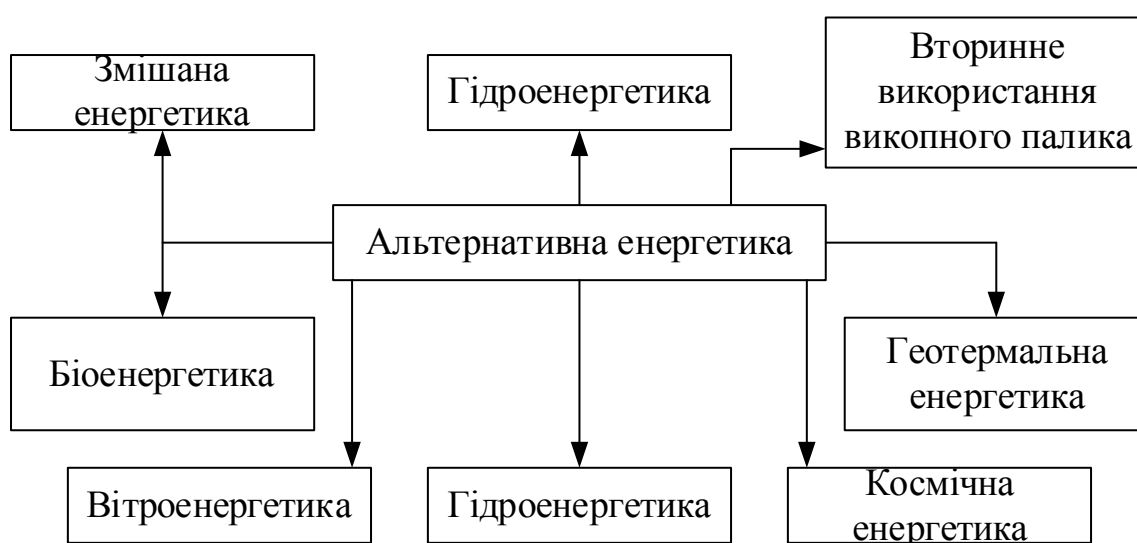 Змішана
енергетика
Гідроенергетика
Вторинне
використання
викопного палика
Альтернативна енергетика
Біоенергетика
Геотермальна
енергетика
Вітроенергетика
Гідроенергетика
Космічна
енергетика